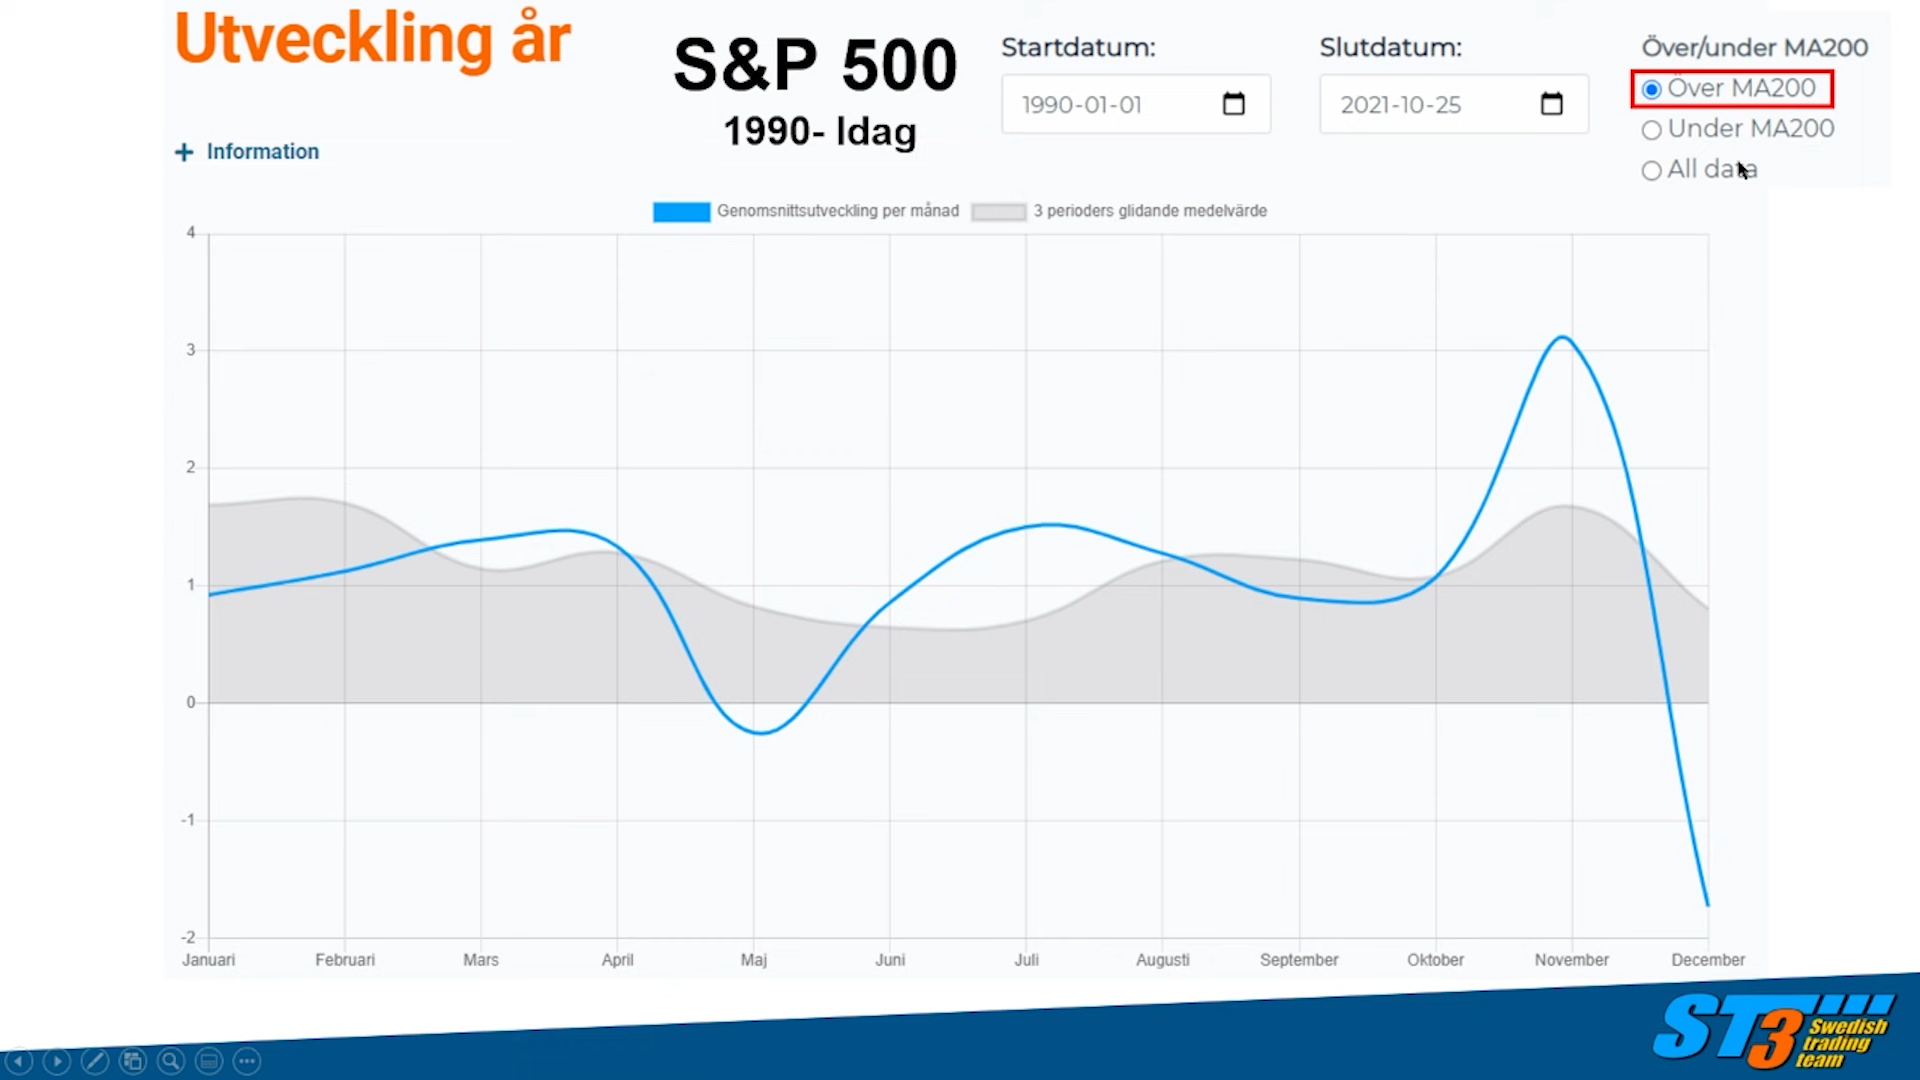 Utveckling år
S&P 500
1990- Idag
Startdatum:
1990-01-01
Slutdatum:
2021-10-25
Över/under MA200
Över MA200
Under MA200
All data
+ Information
Genomsnittsutveckling per månad
3 perioders glidande medelvärde
4
3
2
1
0
-1
-2
Januari
Februari
Mars
April
Maj
Juni
Juli
Augusti
September
Oktober
November
December
ST3
Swedish
trading
team